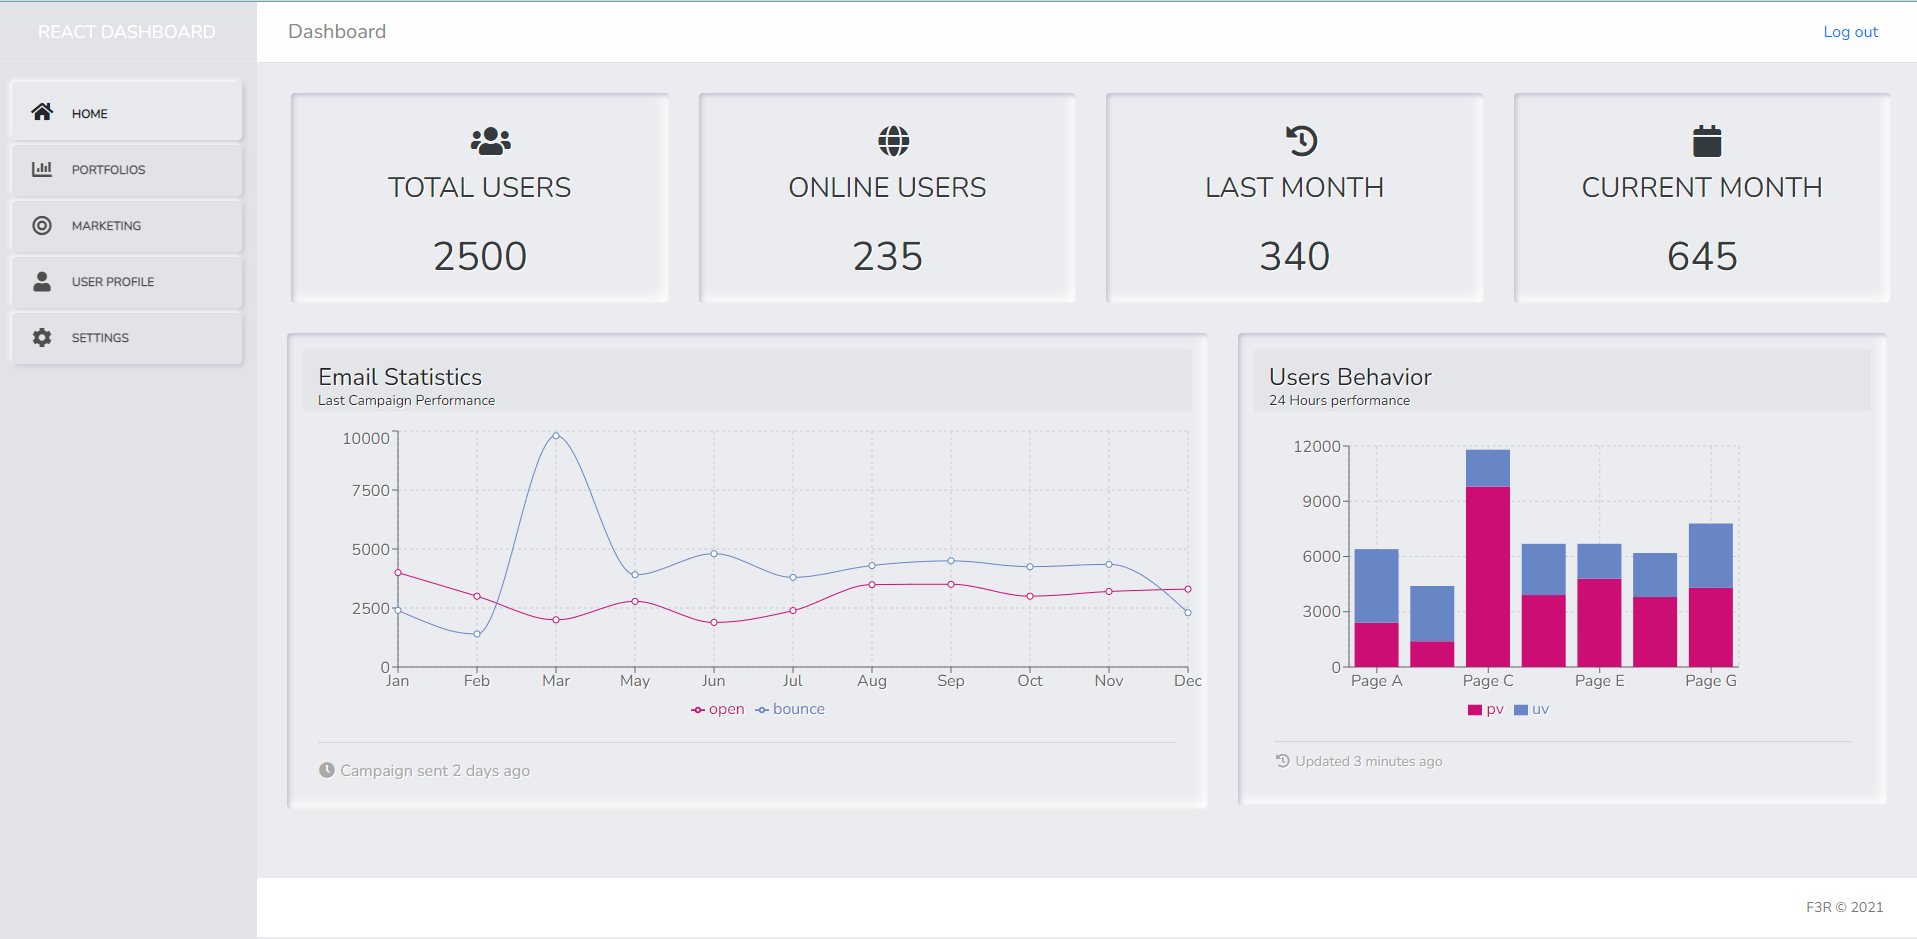 REACT DASHBOARD
Dashboard
Log out
HOME
PORTFOLIOS
MARKETING
USER PROFILE
SETTINGS
TOTAL USERS
2500
ONLINE USERS
235
LAST MONTH
340
CURRENT MONTH
645
Email Statistics
Last Campaign Performance
10000
7500
5000
2500
0
Jan Feb Mar May Jun Jul Aug Sep Oct Nov Dec
open bounce
Campaign sent 2 days ago
Users Behavior
24 Hours performance
12000
9000
6000
3000
0
Page A Page C Page E Page G
pv uv
Updated 3 minutes ago
F3R © 2021